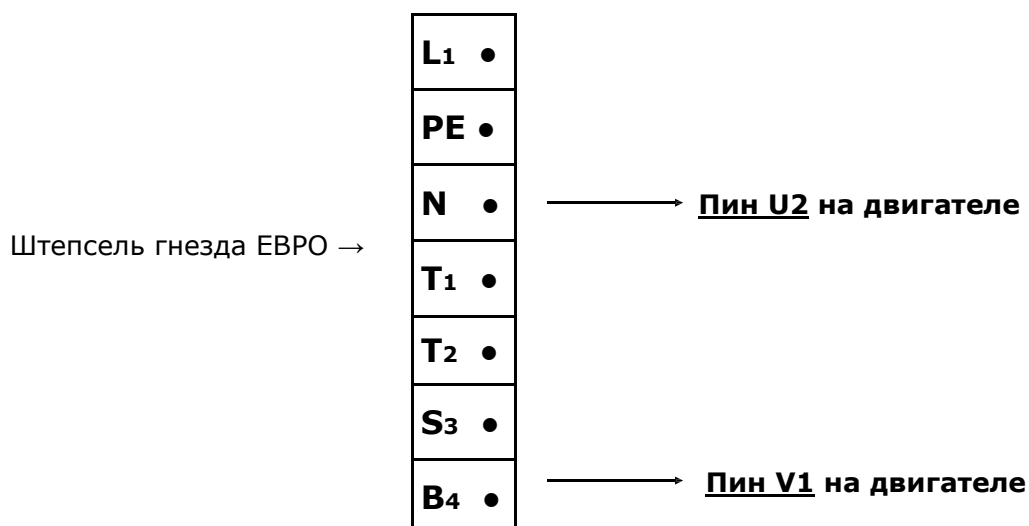 L1 •
PE •
N • → Пин U2 на двигателе
Штепсель гнезда ЕВРО →
T1 •
T2 •
S3 •
B4 • → Пин V1 на двигателе